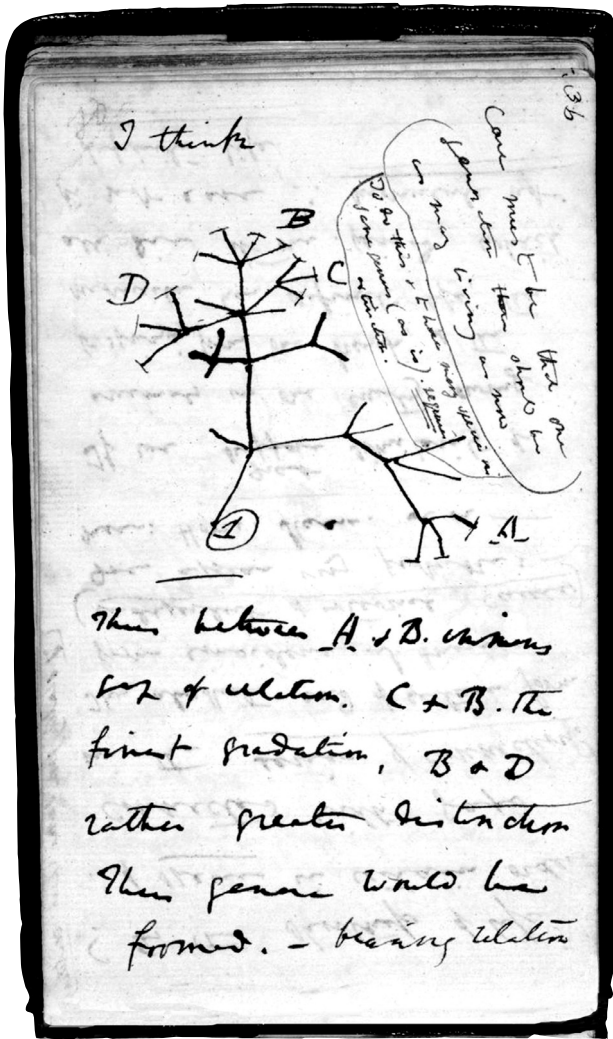 36
I think
Case must be that one
generation then should be
as many living as now
To do this & to have many species in
same genus (as is). requires
extinction.
B
C
D
A
1
Thus between A & B. immense
gap of relation. C & B. the
finest gradation, B & D
rather greater distinction
Thus genera would be
formed. — bearing relation